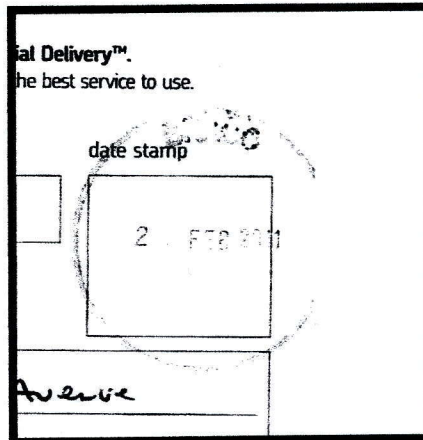 ial Delivery™.
he best service to use.
date stamp
2 FEB 2011
Avenue